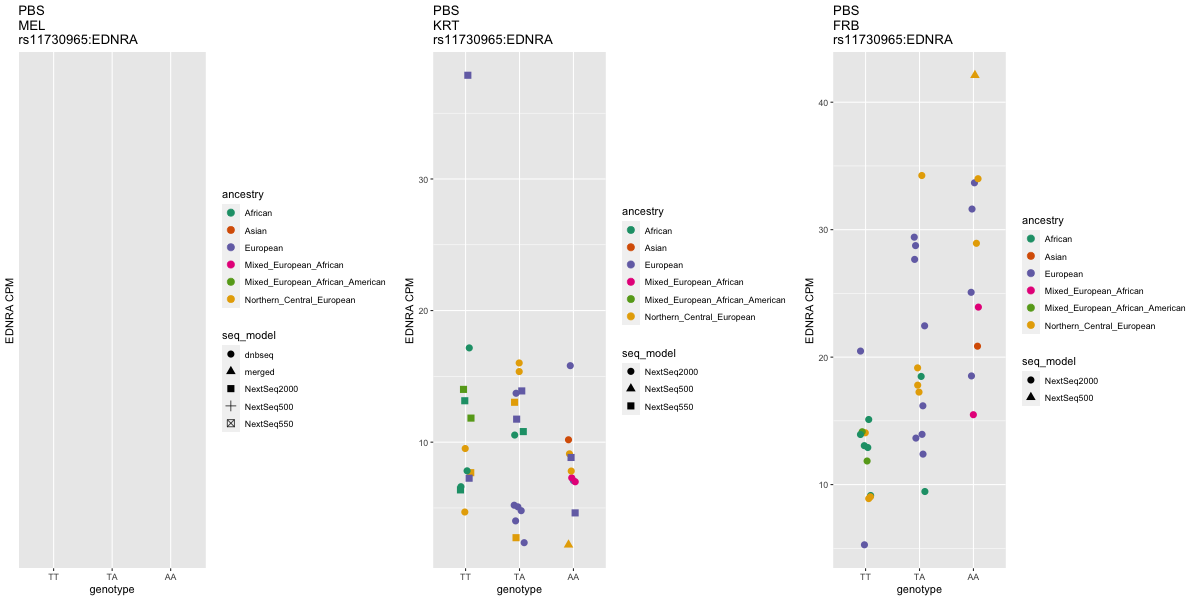 PBS
MEL
rs11730965:EDNRA
EDNRA CPM
TT
TA
AA
genotype
ancestry
African
Asian
European
Mixed_European_African
Mixed_European_African_American
Northern_Central_European
seq_model
dnbseq
merged
NextSeq2000
NextSeq500
NextSeq550
PBS
KRT
rs11730965:EDNRA
EDNRA CPM
30
20
10
TT
TA
AA
genotype
ancestry
African
Asian
European
Mixed_European_African
Mixed_European_African_American
Northern_Central_European
seq_model
NextSeq2000
NextSeq500
NextSeq550
PBS
FRB
rs11730965:EDNRA
EDNRA CPM
40
30
20
10
TT
TA
AA
genotype
ancestry
African
Asian
European
Mixed_European_African
Mixed_European_African_American
Northern_Central_European
seq_model
NextSeq2000
NextSeq500